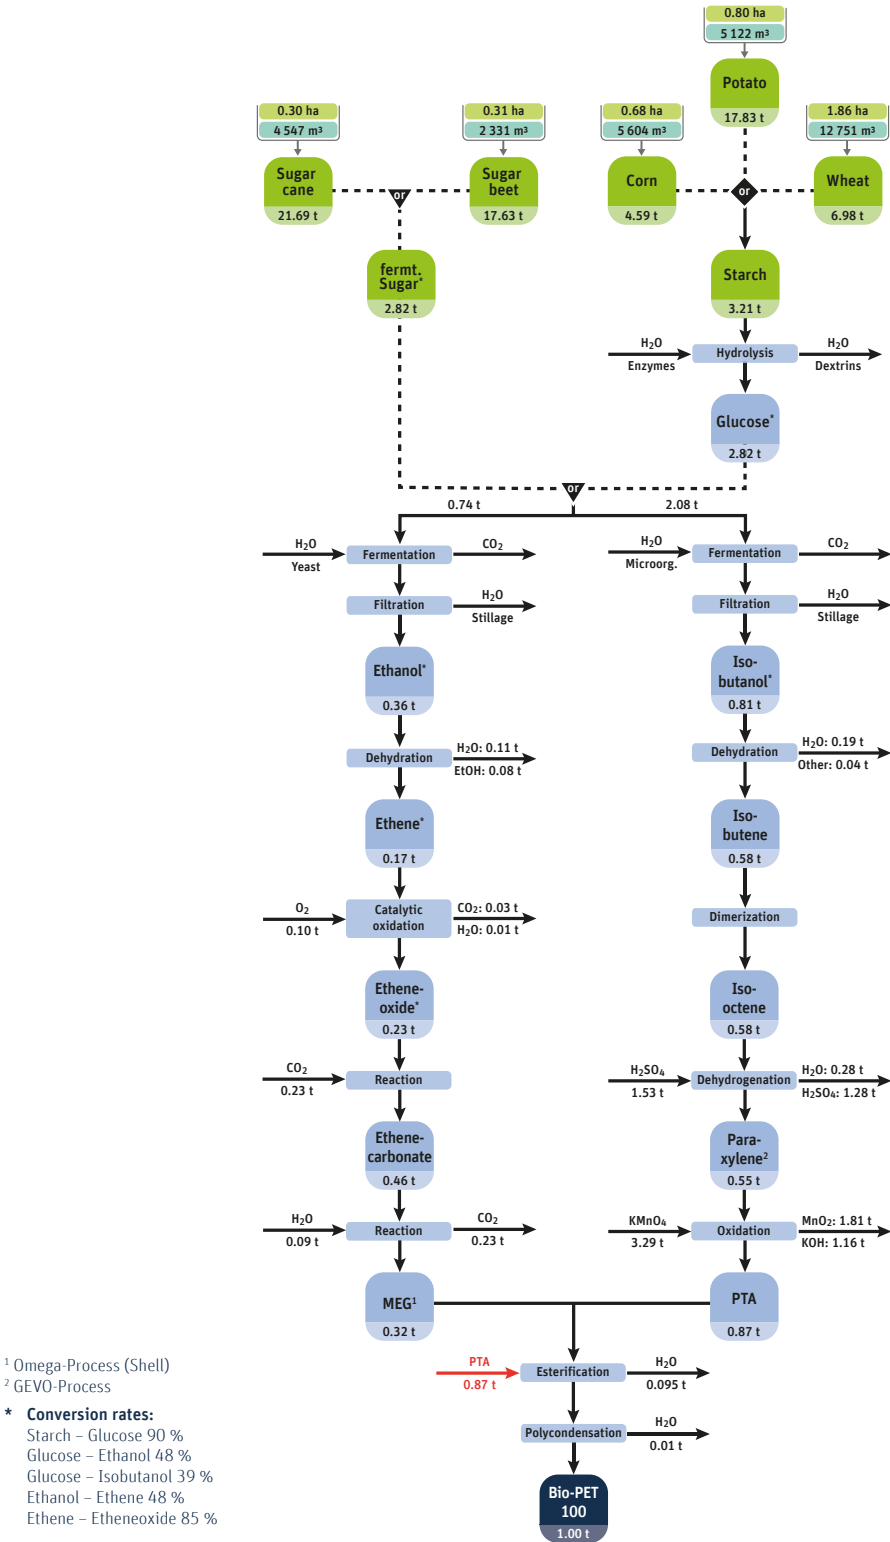 0.80 ha
5 122 m³
Potato
17.83 t
0.30 ha
4 547 m³
Sugar
cane
21.69 t
or
0.31 ha
2 331 m³
Sugar
beet
17.63 t
0.68 ha
5 604 m³
Corn
4.59 t
or
1.86 ha
12 751 m³
Wheat
6.98 t
fermt.
Sugar*
2.82 t
Starch
3.21 t
H₂O
Enzymes
Hydrolysis
H₂O
Dextrins
Glucose*
2.82 t
or
0.74 t
2.08 t
H₂O
Yeast
Fermentation
CO₂
H₂O
Microorg.
Fermentation
CO₂
Filtration
H₂O
Stillage
Filtration
H₂O
Stillage
Ethanol*
0.36 t
Iso-
butanol*
0.81 t
Dehydration
H₂O: 0.11 t
EtOH: 0.08 t
Dehydration
H₂O: 0.19 t
Other: 0.04 t
Ethene*
0.17 t
Iso-
butene
0.58 t
O₂
0.10 t
Catalytic
oxidation
CO₂: 0.03 t
H₂O: 0.01 t
Dimerization
Ethene-
oxide*
0.23 t
Iso-
octene
0.58 t
CO₂
0.23 t
Reaction
H₂SO₄
1.53 t
Dehydrogenation
H₂O: 0.28 t
H₂SO₄: 1.28 t
Ethene-
carbonate
0.46 t
Para-
xylene²
0.55 t
H₂O
0.09 t
Reaction
CO₂
0.23 t
KMnO₄
3.29 t
Oxidation
MnO₂: 1.81 t
KOH: 1.16 t
MEG¹
0.32 t
PTA
0.87 t
PTA
0.87 t
Esterification
H₂O
0.095 t
Polycondensation
H₂O
0.01 t
Bio-PET
100
1.00 t
¹ Omega-Process (Shell)
² GEVO-Process
* Conversion rates:
Starch – Glucose 90 %
Glucose – Ethanol 48 %
Glucose – Isobutanol 39 %
Ethanol – Ethene 48 %
Ethene – Etheneoxide 85 %